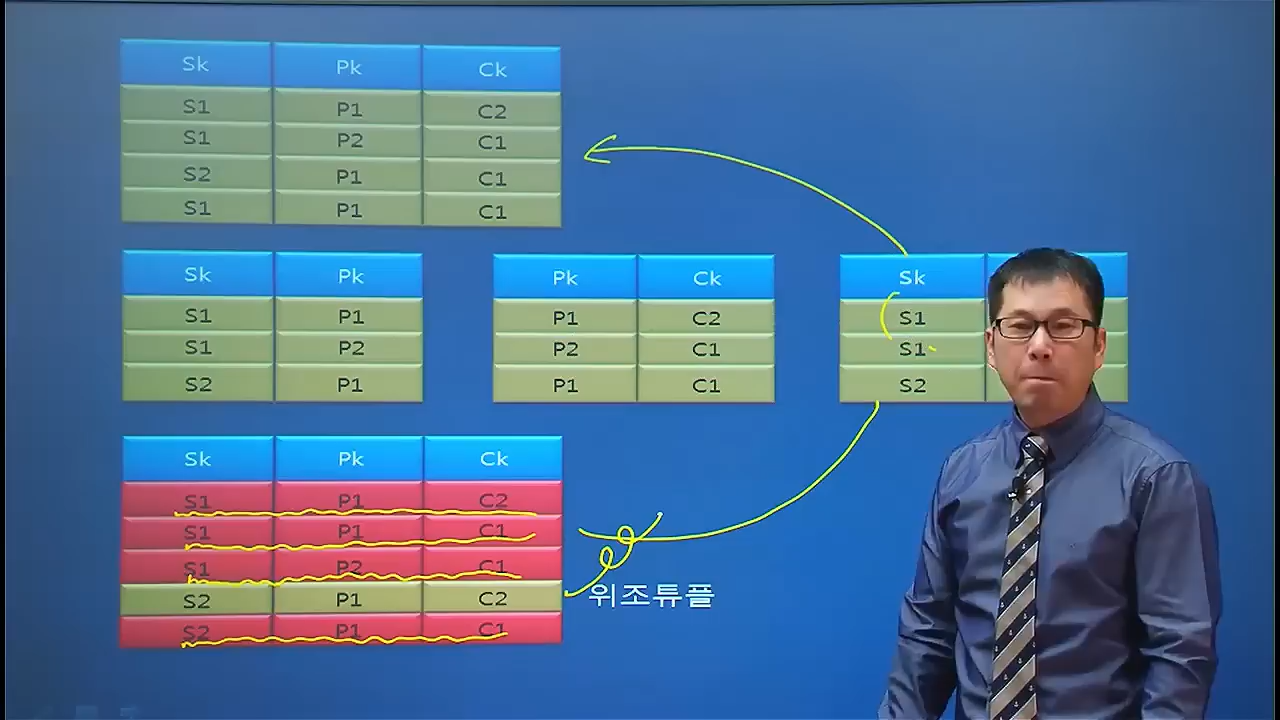 Sk Pk Ck
S1 P1 C2
S1 P2 C1
S2 P1 C1
S1 P1 C1
Sk Pk
S1 P1
S1 P2
S2 P1
Pk Ck
P1 C2
P2 C1
P1 C1
Sk
S1
S1
S2
Sk Pk Ck
S1 P1 C2
S1 P1 C1
S1 P2 C1
S2 P1 C2
S2 P1 C1
위조튜플